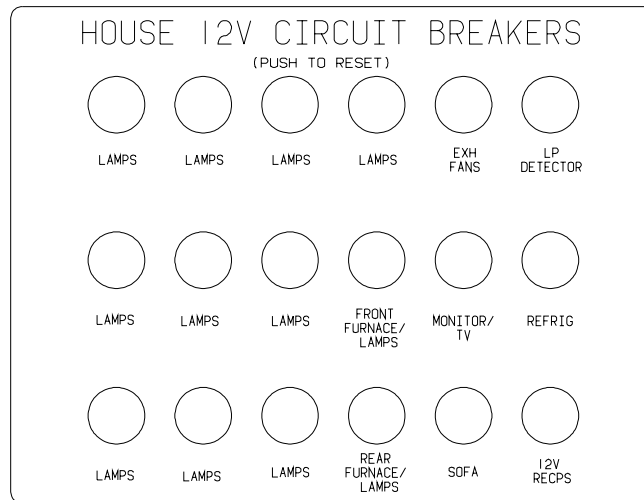 HOUSE 12V CIRCUIT BREAKERS
(PUSH TO RESET)
LAMPS
LAMPS
LAMPS
LAMPS
EXH
FANS
LP
DETECTOR
LAMPS
LAMPS
LAMPS
FRONT
FURNACE/
LAMPS
MONITOR/
TV
REFRIG
LAMPS
LAMPS
LAMPS
REAR
FURNACE/
LAMPS
SOFA
12V
RECPS